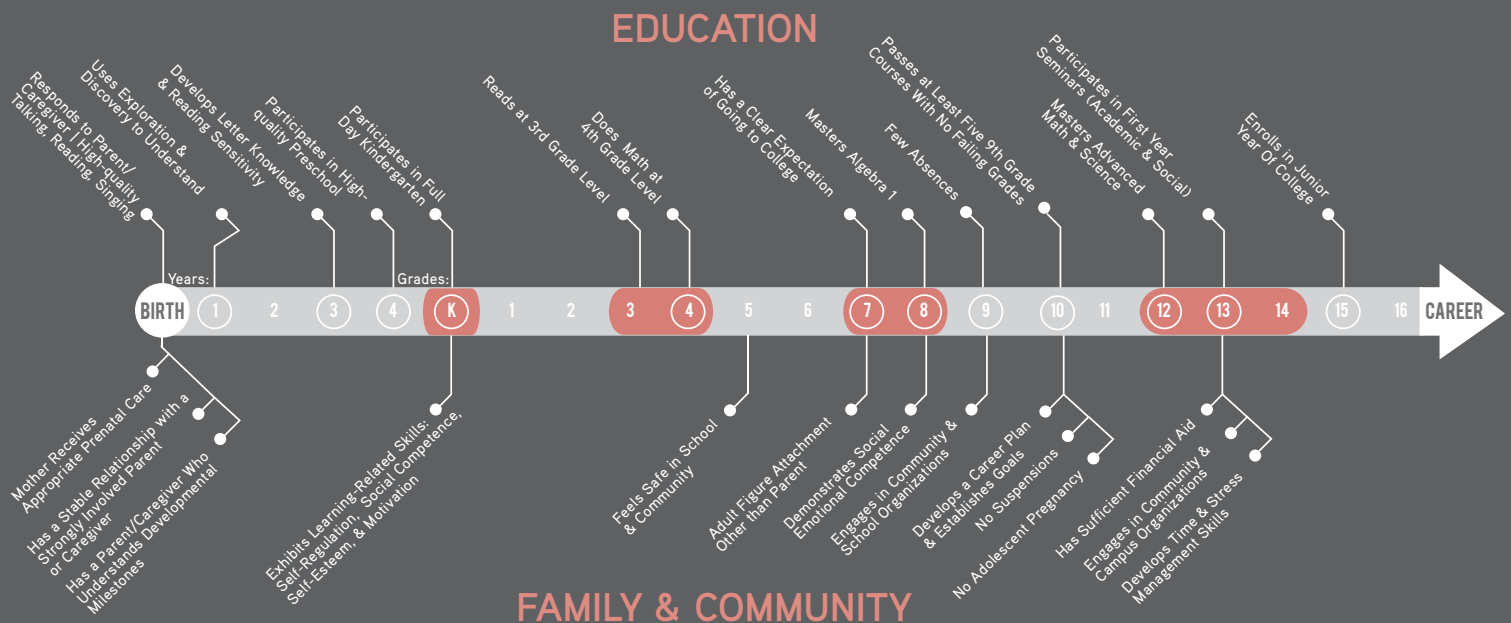 EDUCATION
Responds to Parent/
Caregiver | High-quality
Talking, Reading, Singing
Uses Exploration &
Discovery to Understand
Develops Letter Knowledge
& Reading Sensitivity
Participates in High-
quality Preschool
Participates in Full
Day Kindergarten
Reads at 3rd Grade Level
Does Math at
4th Grade Level
Has a Clear Expectation
of Going to College
Masters Algebra 1
Few Absences
Passes at Least Five 9th Grade
Courses With No Failing Grades
Masters Advanced
Math & Science
Participates in First Year
Seminars (Academic & Social)
Enrolls in Junior
Year Of College
Years:
Grades:
BIRTH 1 2 3 4 K 1 2 3 4 5 6 7 8 9 10 11 12 13 14 15 16 CAREER
Mother Receives
Appropriate Prenatal Care
Has a Stable Relationship with a
Strongly Involved Parent
or Caregiver
Has a Parent/Caregiver Who
Understands Developmental
Milestones
Exhibits Learning-Related Skills:
Self-Regulation, Social Competence,
Self-Esteem, & Motivation
Feels Safe in School
& Community
Adult Figure Attachment
Other than Parent
Demonstrates Social
Emotional Competence
Engages in Community &
School Organizations
Develops a Career Plan
& Establishes Goals
No Suspensions
No Adolescent Pregnancy
Has Sufficient Financial Aid
Engages in Community &
Campus Organizations
Develops Time & Stress
Management Skills
FAMILY & COMMUNITY